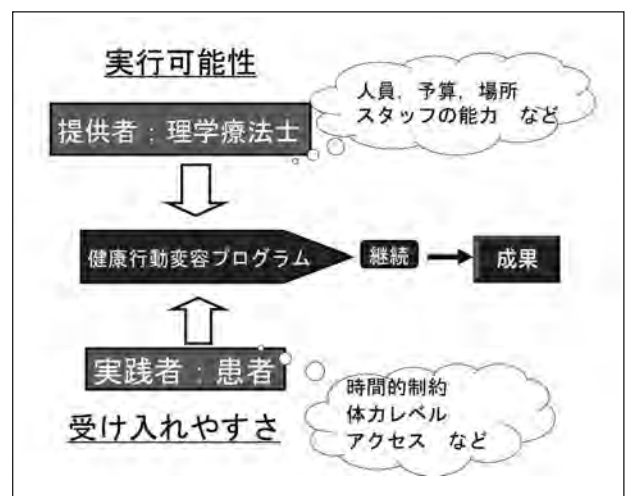 実行可能性
人員，予算，場所
スタッフの能力　など
提供者；理学療法士
健康行動変容プログラム
継続
成果
実践者：患者
時間的制約
体力レベル
アクセス　など
受け入れやすさ